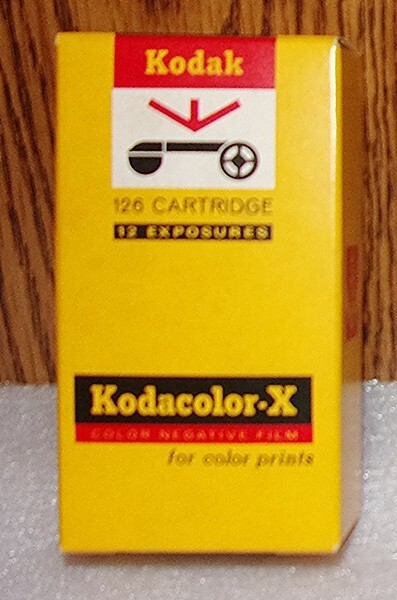 Kodak
126 CARTRIDGE
12 EXPOSURES
Kodacolor-X
COLOR NEGATIVE FILM
for color prints